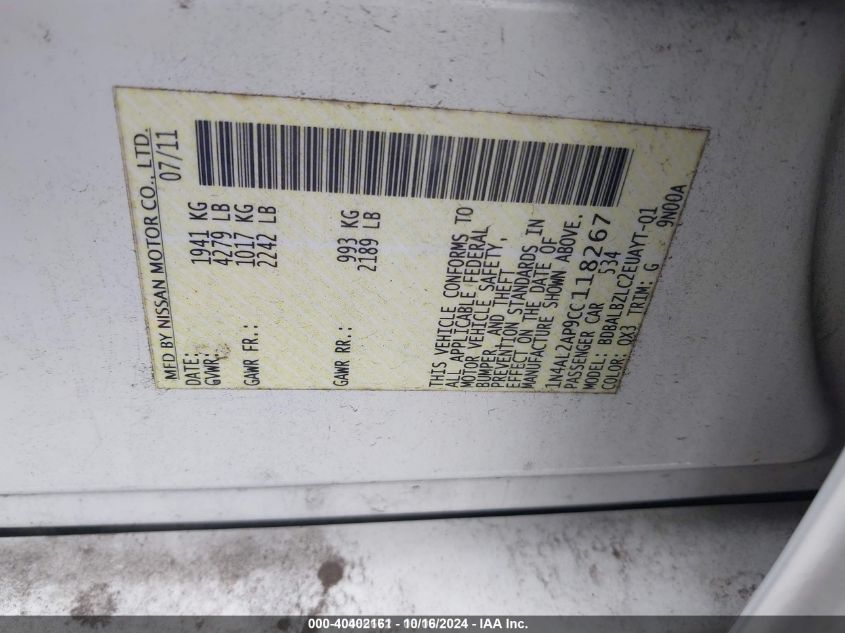 MFD BY NISSAN MOTOR CO., LTD.
DATE: 07/11
GVWR: 1941 KG
4279 LB
GAWR FR.: 1017 KG
2242 LB
GAWR RR.: 993 KG
2189 LB
THIS VEHICLE CONFORMS TO
ALL APPLICABLE FEDERAL
MOTOR VEHICLE SAFETY,
BUMPER, AND THEFT
PREVENTION STANDARDS IN
EFFECT ON THE DATE OF
MANUFACTURE SHOWN ABOVE.
1N4AL2AP9CC118267
PASSENGER CAR 534
MODEL: BDBALBZLC2EUAYT-Q1
COLOR: QX3 TRIM: G 9N00A
000-40402161 - 10/16/2024 - IAA Inc.